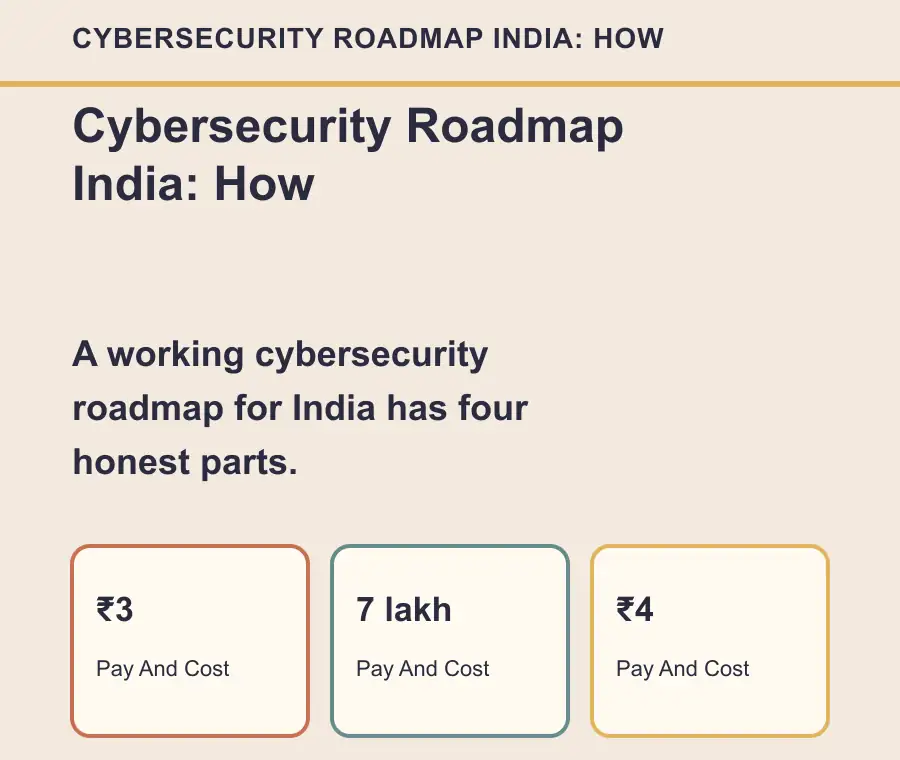 CYBERSECURITY ROADMAP INDIA: HOW
Cybersecurity Roadmap
India: How
A working cybersecurity
roadmap for India has four
honest parts.
₹3
Pay And Cost
7 lakh
Pay And Cost
₹4
Pay And Cost